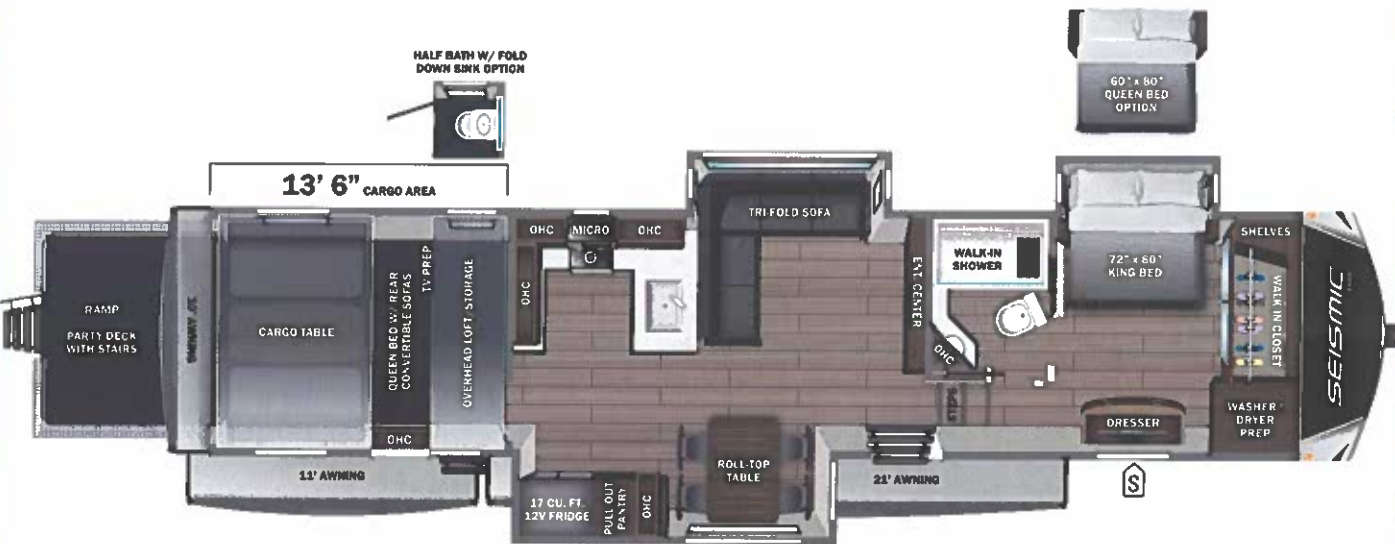 HALF BATH W/ FOLD
DOWN SINK OPTION
60" x 80"
QUEEN BED
OPTION
13' 6" CARGO AREA
RAMP
PARTY DECK
WITH STAIRS
CARGO TABLE
QUEEN BED W/ REAR
CONVERTIBLE SOFAS
TV PREP
OHC
OVERHEAD LOFT/STORAGE
OHC
MICRO
OHC
OHC
TRI-FOLD SOFA
ENT. CENTER
WALK-IN
SHOWER
OHC
STEPS
72" x 80"
KING BED
SHELVES
WALK IN CLOSET
SEISMIC
WASHER
DRYER
PREP
DRESSER
11' AWNING
17 CU. FT.
12V FRIDGE
PULL OUT
PANTRY
OHC
ROLL-TOP
TABLE
21' AWNING
S